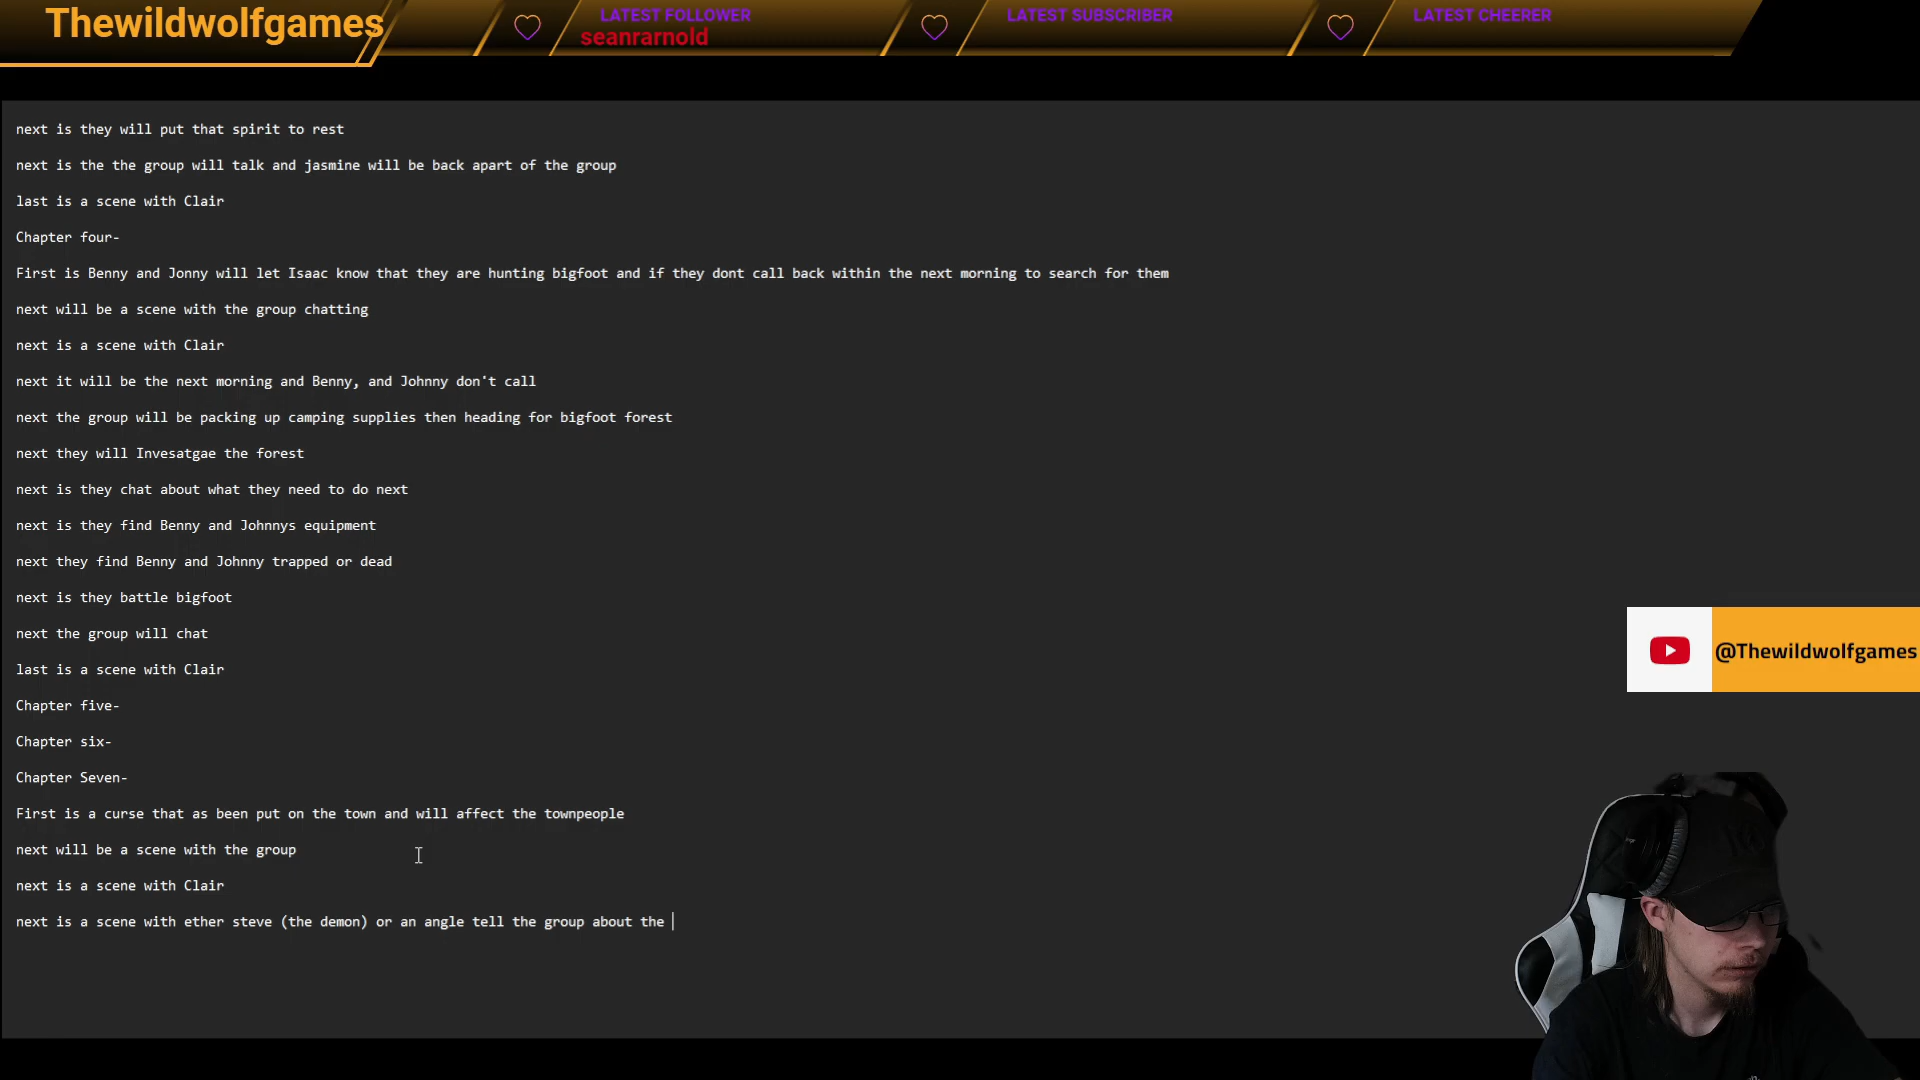 Thewildwolfgames
LATEST FOLLOWER
seanrarnold
LATEST SUBSCRIBER
LATEST CHEERER
next is they will put that spirit to rest
next is the the group will talk and jasmine will be back apart of the group
last is a scene with Clair
Chapter four-
First is Benny and Jonny will let Isaac know that they are hunting bigfoot and if they dont call back within the next morning to search for them
next will be a scene with the group chatting
next is a scene with Clair
next it will be the next morning and Benny, and Johnny don't call
next the group will be packing up camping supplies then heading for bigfoot forest
next they will Invesatgae the forest
next is they chat about what they need to do next
next is they find Benny and Johnnys equipment
next they find Benny and Johnny trapped or dead
next is they battle bigfoot
next the group will chat
last is a scene with Clair
Chapter five-
Chapter six-
Chapter Seven-
First is a curse that as been put on the town and will affect the townpeople
next will be a scene with the group
next is a scene with Clair
next is a scene with ether steve (the demon) or an angle tell the group about the
@Thewildwolfgames